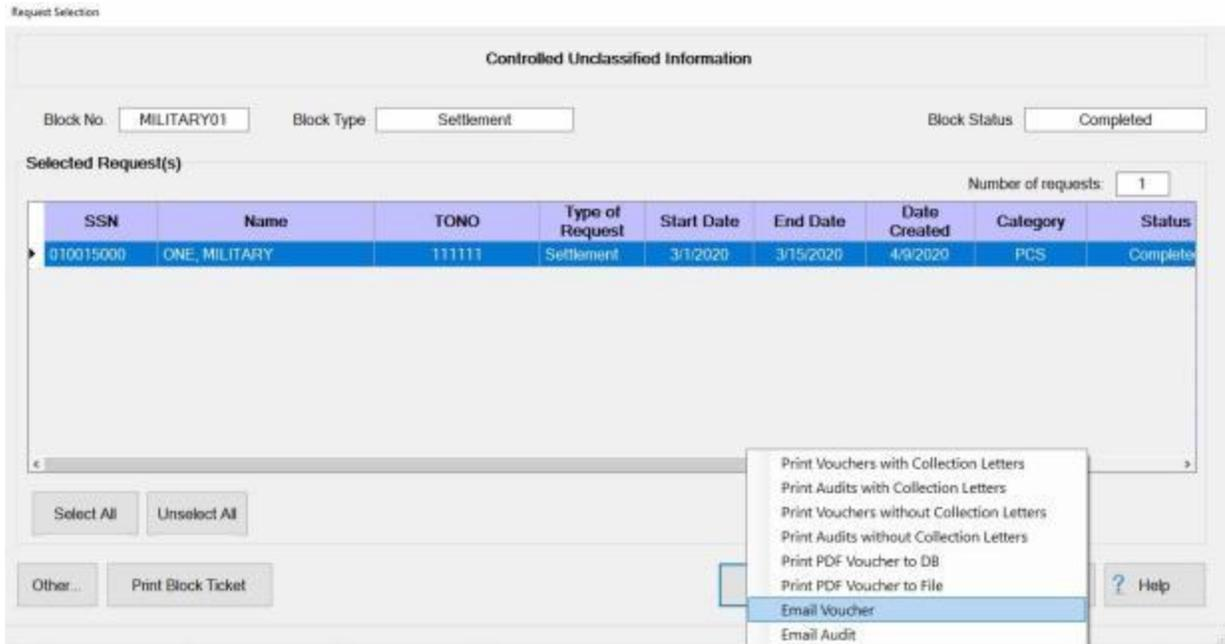 Request Selection
Controlled Unclassified Information
Block No. MILITARY01 Block Type Settlement Block Status Completed
Selected Request(s)
Number of requests: 1
SSN Name TONO Type of Request Start Date End Date Date Created Category Status
010015000 ONE, MILITARY 111111 Settlement 3/1/2020 3/15/2020 4/9/2020 PCS Complete
Print Vouchers with Collection Letters
Print Audits with Collection Letters
Select All Unselect All Print Vouchers without Collection Letters
Print Audits without Collection Letters
Print PDF Voucher to DB
Other... Print Block Ticket Print PDF Voucher to File ? Help
Email Voucher
Email Audit